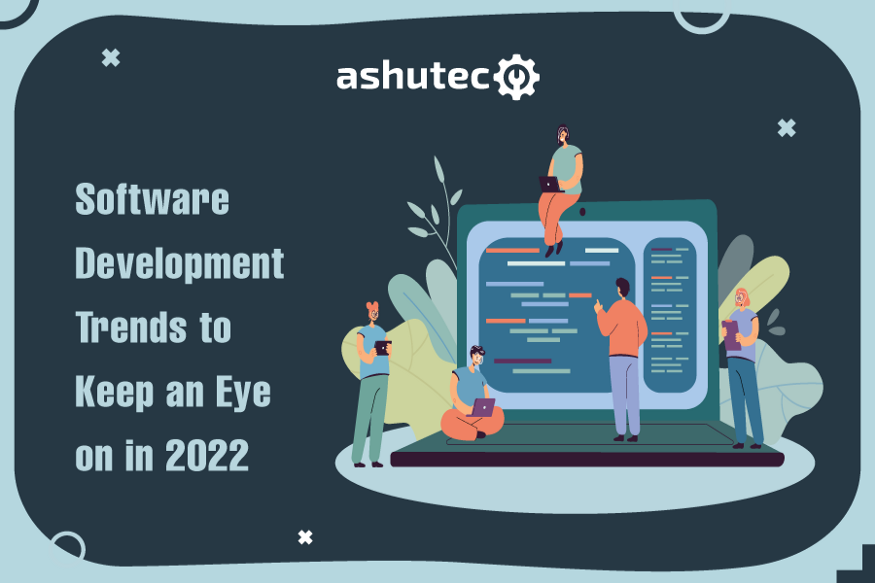 ashutec
Software
Development
Trends to
Keep an Eye
on in 2022